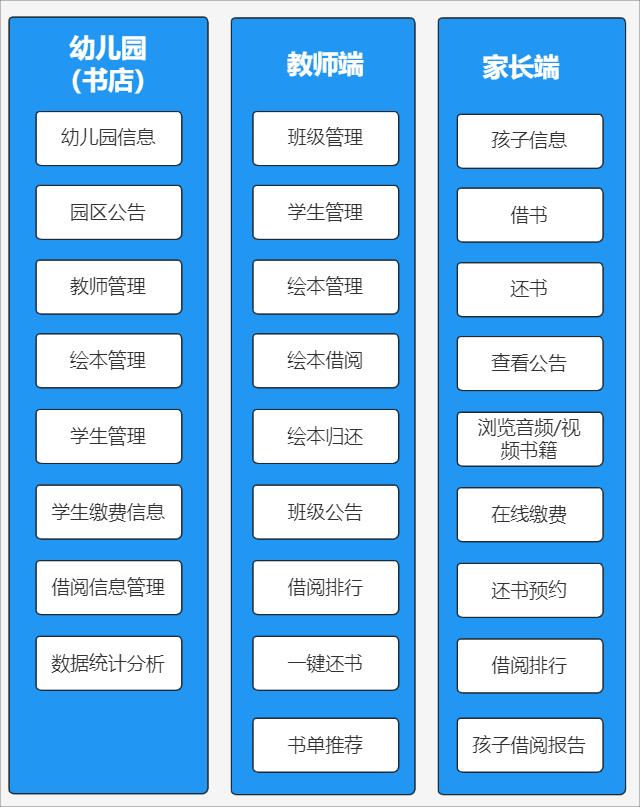 幼儿园
（书店）
幼儿园信息
园区公告
教师管理
绘本管理
学生管理
学生缴费信息
借阅信息管理
数据统计分析
教师端
班级管理
学生管理
绘本管理
绘本借阅
绘本归还
班级公告
借阅排行
一键还书
书单推荐
家长端
孩子信息
借书
还书
查看公告
浏览音频/视
频书籍
在线缴费
还书预约
借阅排行
孩子借阅报告